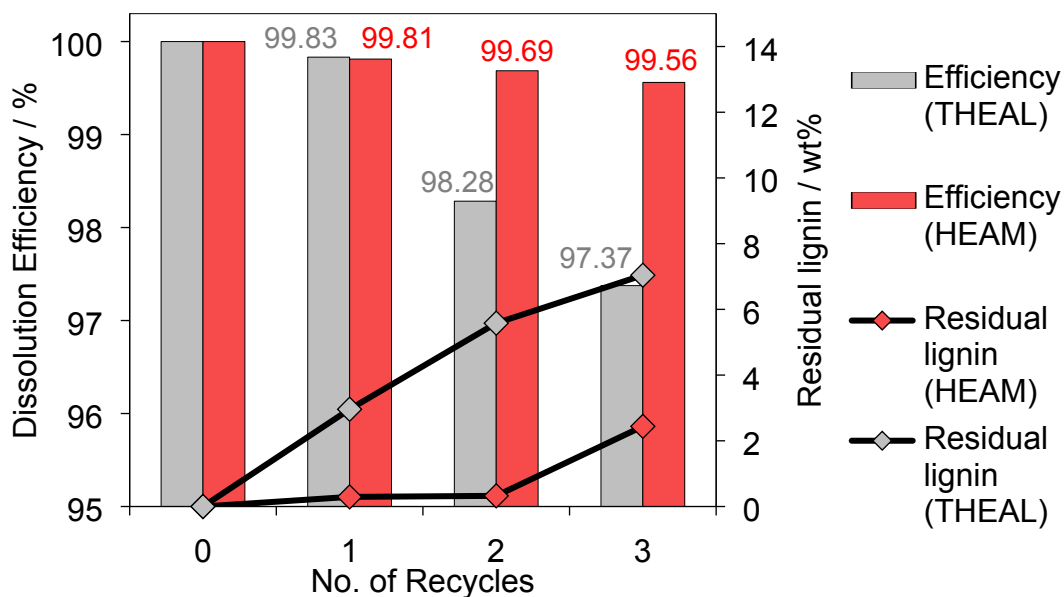 Dissolution Efficiency / %
100
99
98
97
96
95
99.83
99.81
99.69
99.56
98.28
97.37
14
12
10
8
6
4
2
0
Residual lignin / wt%
0
1
2
3
No. of Recycles
Efficiency
(THEAL)
Efficiency
(HEAM)
Residual
lignin
(HEAM)
Residual
lignin
(THEAL)